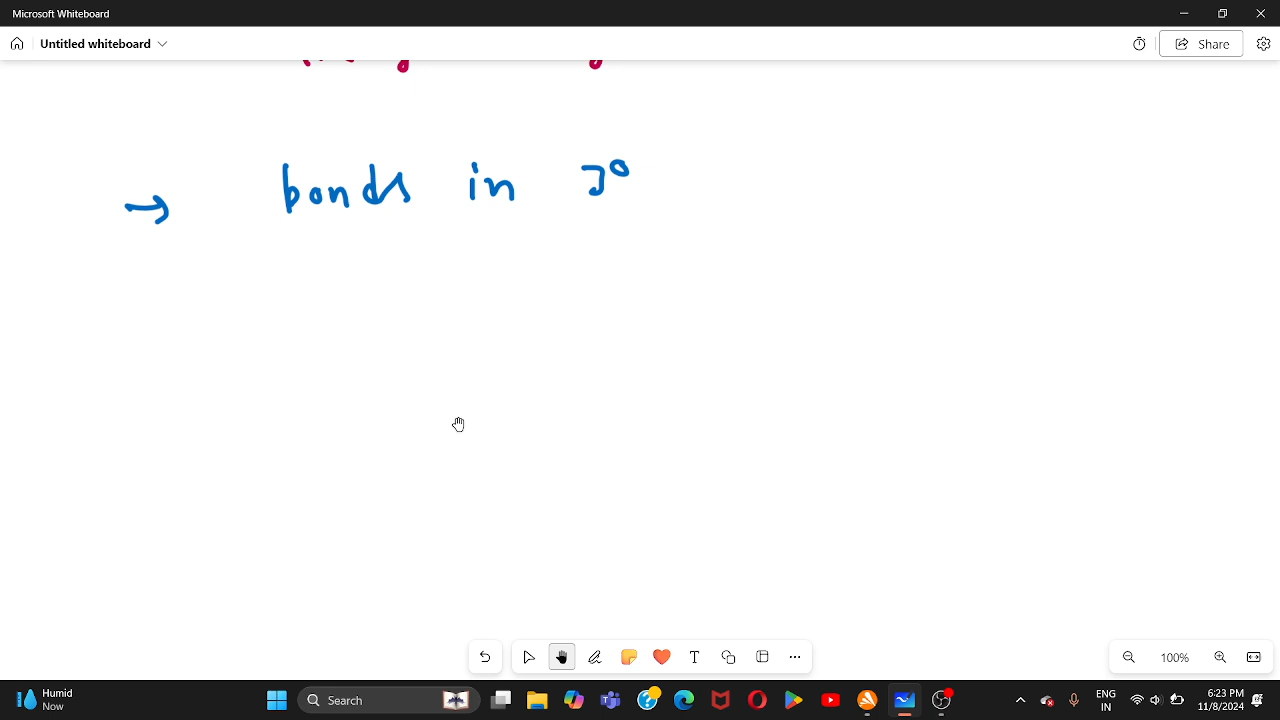 Microsoft Whiteboard
Untitled whiteboard
Share
→ bonds in 3°
100%
Humid
Now
Search
ENG
IN
6:23 PM
11/8/2024